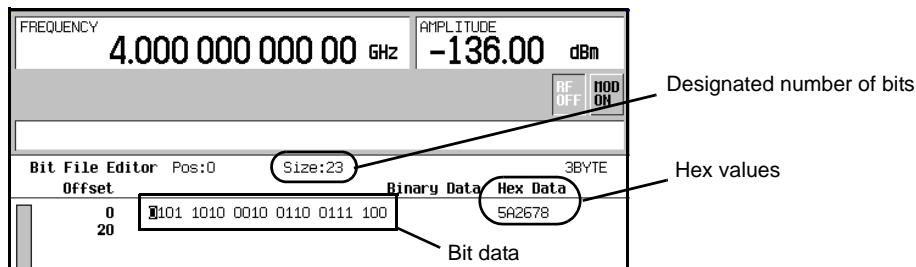 FREQUENCY
4.000 000 000 00 GHz
AMPLITUDE
-136.00 dBm
RF OFF
MOD ON
Designated number of bits
Bit File Editor Pos:0 Size:23 3BYTE
Hex values
Offset Binary Data Hex Data
0 0101 1010 0010 0110 0111 100 5A2678
20
Bit data